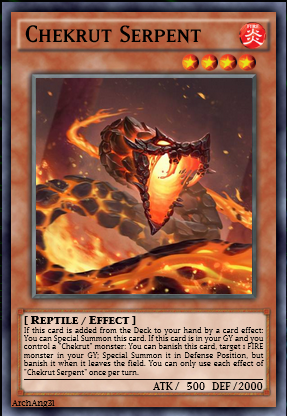 Chekrut Serpent
FIRE
炎
[ Reptile / Effect ]
If this card is added from the Deck to your hand by a card effect:
You can Special Summon this card. If this card is in your GY and you
control a "Chekrut" monster: You can banish this card, target 1 FIRE
monster in your GY; Special Summon it in Defense Position, but
banish it when it leaves the field. You can only use each effect of
"Chekrut Serpent" once per turn.
ATK / 500 DEF / 2000
ArchAng3l